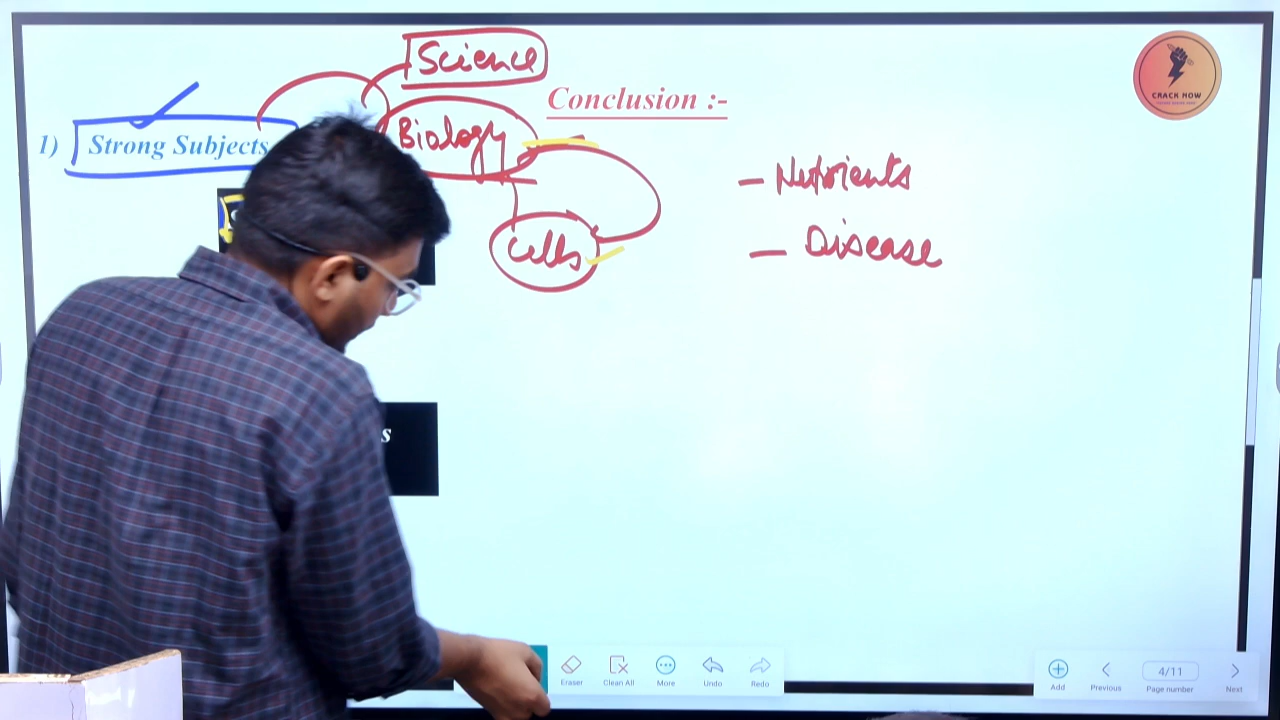 Science
Conclusion :-
CRACK NOW
1) Strong Subjects
Biology
- Nutrients
Cells
- Disease
s
Eraser
Clean All
More
Undo
Redo
Add
Previous
4/11
Page number
Next